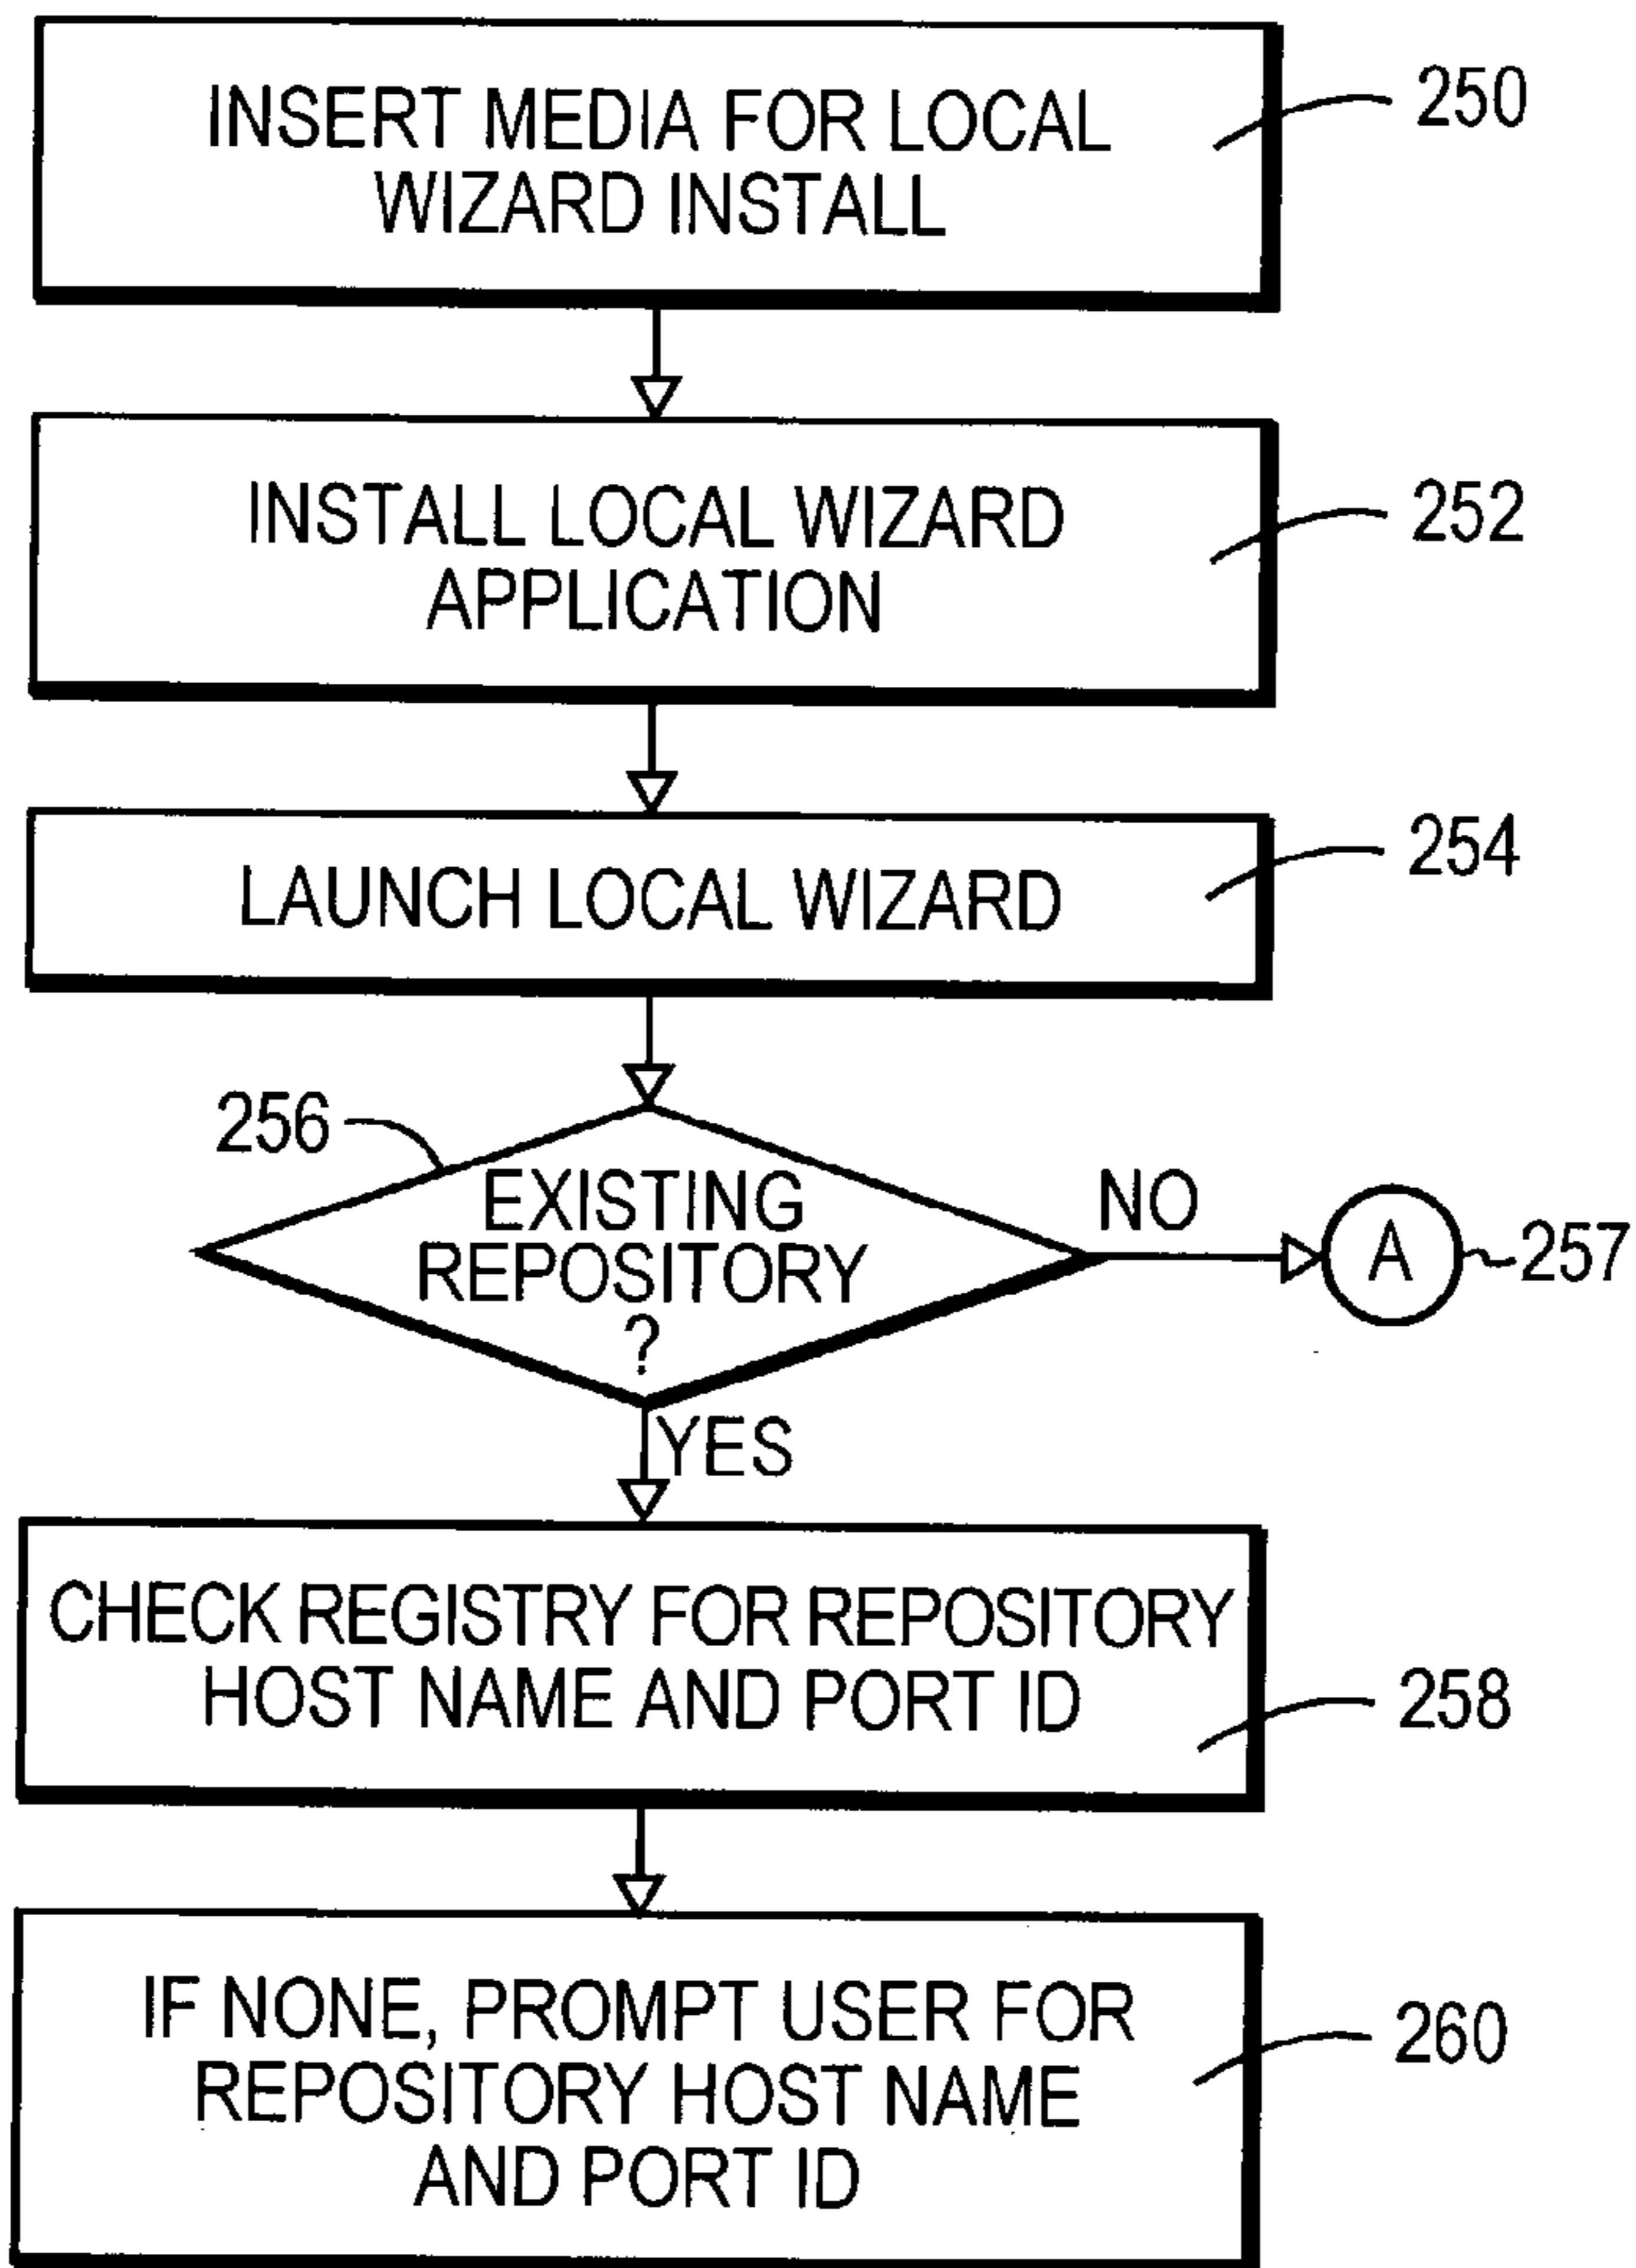 INSERT MEDIA FOR LOCAL
WIZARD INSTALL
250
INSTALL LOCAL WIZARD
APPLICATION
252
LAUNCH LOCAL WIZARD
254
256
EXISTING
REPOSITORY
?
NO
A
257
YES
CHECK REGISTRY FOR REPOSITORY
HOST NAME AND PORT ID
258
IF NONE, PROMPT USER FOR
REPOSITORY HOST NAME
AND PORT ID
260